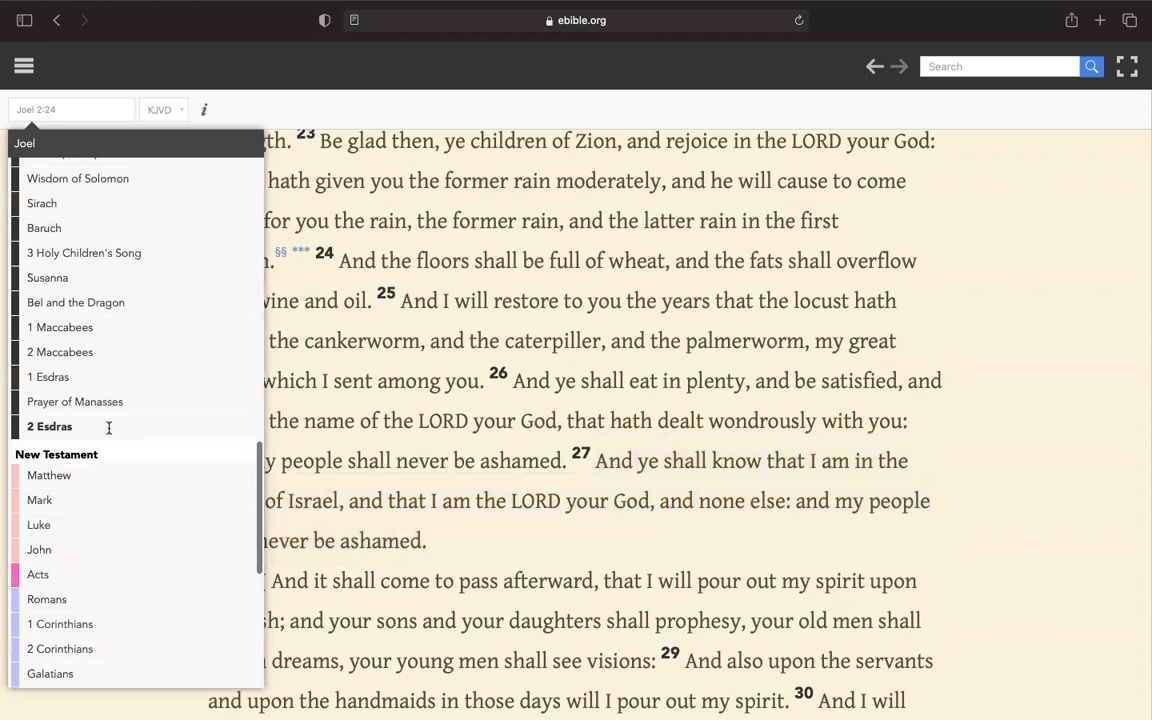 ebible.org
Search
Joel 2:24
KJVD
i
Joel
Wisdom of Solomon
Sirach
Baruch
3 Holy Children's Song
Susanna
Bel and the Dragon
1 Maccabees
2 Maccabees
1 Esdras
Prayer of Manasses
2 Esdras
New Testament
Matthew
Mark
Luke
John
Acts
Romans
1 Corinthians
2 Corinthians
Galatians
23 Be glad then, ye children of Zion, and rejoice in the LORD your God:
hath given you the former rain moderately, and he will cause to come
for you the rain, the former rain, and the latter rain in the first
§§ *** 24 And the floors shall be full of wheat, and the fats shall overflow
wine and oil. 25 And I will restore to you the years that the locust hath
the cankerworm, and the caterpiller, and the palmerworm, my great
which I sent among you. 26 And ye shall eat in plenty, and be satisfied, and
the name of the LORD your God, that hath dealt wondrously with you:
people shall never be ashamed. 27 And ye shall know that I am in the
of Israel, and that I am the LORD your God, and none else: and my people
never be ashamed.
And it shall come to pass afterward, that I will pour out my spirit upon
and your sons and your daughters shall prophesy, your old men shall
dreams, your young men shall see visions: 29 And also upon the servants
and upon the handmaids in those days will I pour out my spirit. 30 And I will